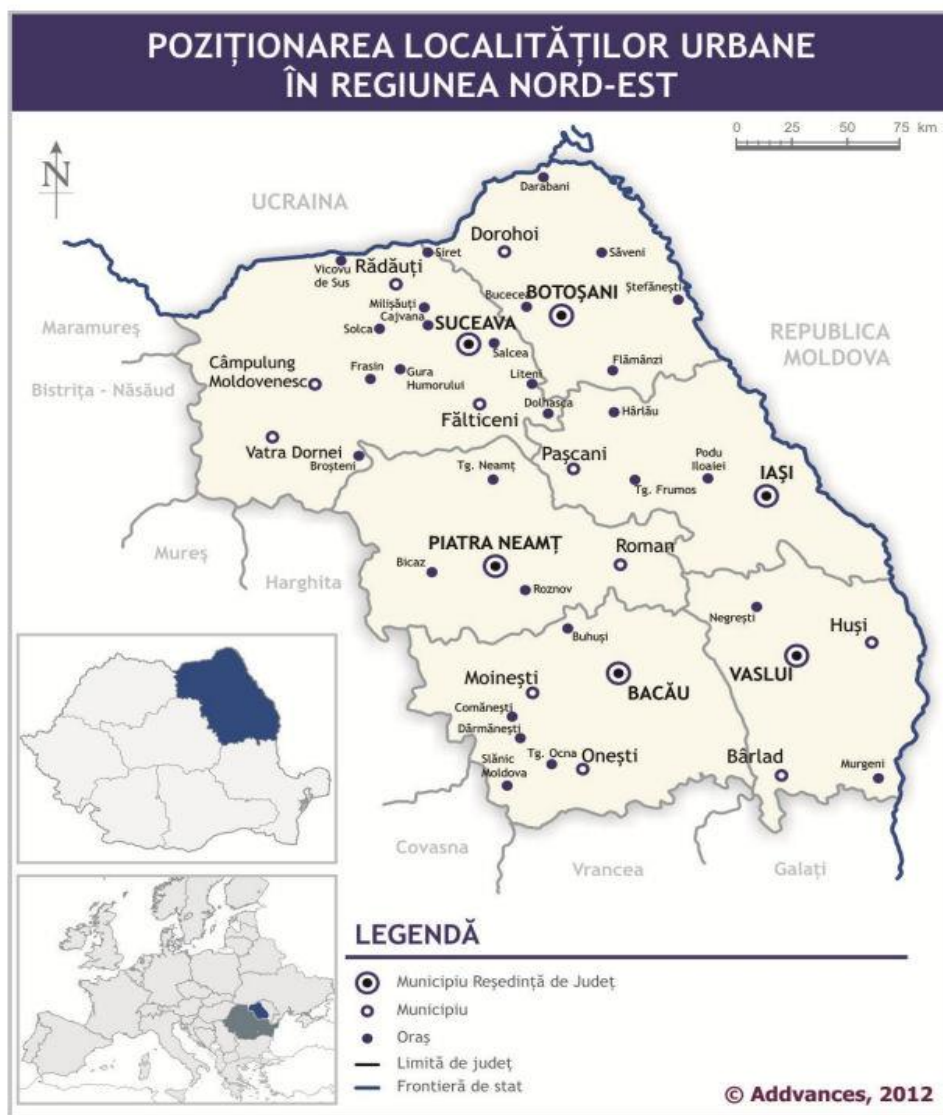 POZIȚIONAREA LOCALITĂȚILOR URBANE
ÎN REGIUNEA NORD-EST
0 25 50 75 km
N
UCRAINA
Darabani
Dorohoi
Săveni
Siret
Vicovu
de Sus
Rădăuți
Bucecea
BOTOȘANI
Ștefănești
Milișăuți
Cajvana
Solca
SUCEAVA
Salcea
Maramureș
REPUBLICA
MOLDOVA
Bistrița - Năsăud
Câmpulung
Moldovenesc
Frasin
Gura
Humorului
Liteni
Flămânzi
Dolhasca
Hârlău
Fălticeni
Vatra Dornei
Broșteni
Tg. Neamț
Pașcani
Tg. Frumos
Podu
Iloaiei
IAȘI
Mureș
Harghita
PIATRA NEAMȚ
Bicaz
Roznov
Roman
Negrești
Huși
VASLUI
Buhuși
BACĂU
Moinești
Comănești
Dărmănești
Tg. Ocna
Onești
Slănic
Moldova
Bârlad
Murgeni
Covasna
Vrancea
Galați
LEGENDĂ
Municipiu Reședință de Județ
Municipiu
Oraș
Limită de județ
Frontieră de stat
© Addvances, 2012